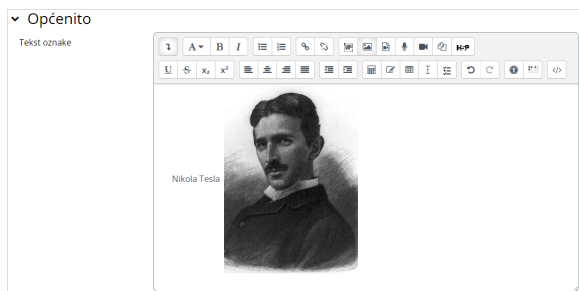 Općenito
Tekst oznake
A B I H-P
U S x₂ x²
Nikola Tesla